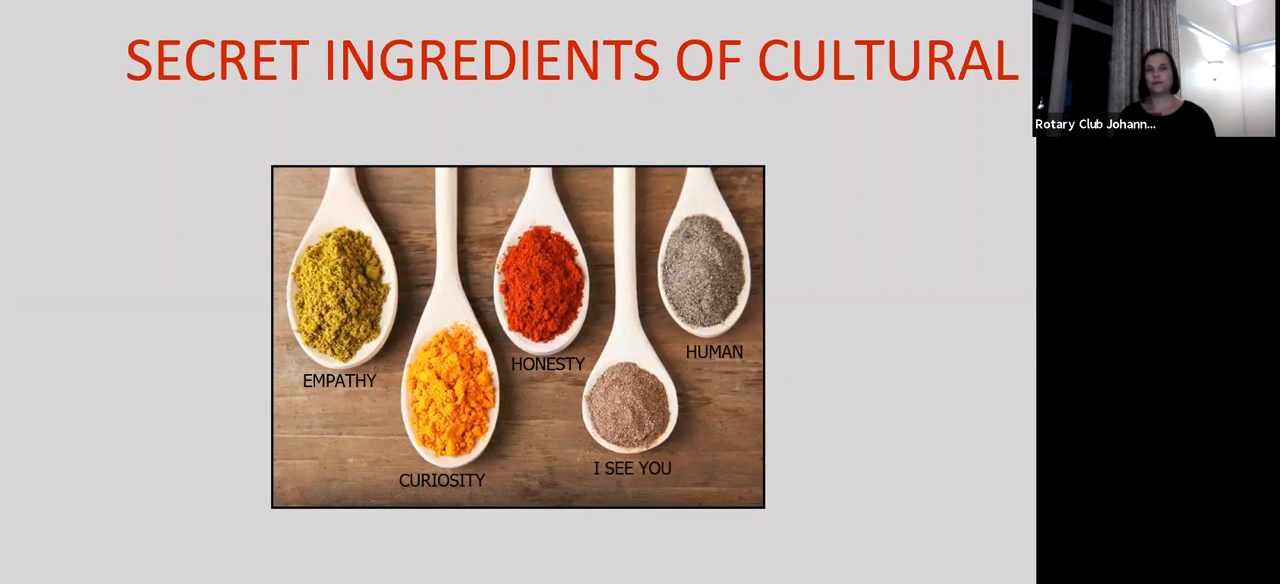 SECRET INGREDIENTS OF CULTURAL
Rotary Club Johann...
EMPATHY
CURIOSITY
HONESTY
I SEE YOU
HUMAN